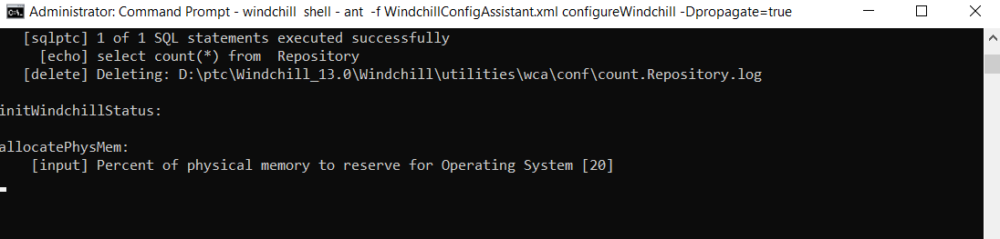 Administrator: Command Prompt - windchill  shell - ant  -f WindchillConfigAssistant.xml configureWindchill -Dpropagate=true
[sqlptc] 1 of 1 SQL statements executed successfully
[echo] select count(*) from  Repository
[delete] Deleting: D:\ptc\Windchill_13.0\Windchill\utilities\wca\conf\count.Repository.log
initWindchillStatus:
allocatePhysMem:
[input] Percent of physical memory to reserve for Operating System [20]